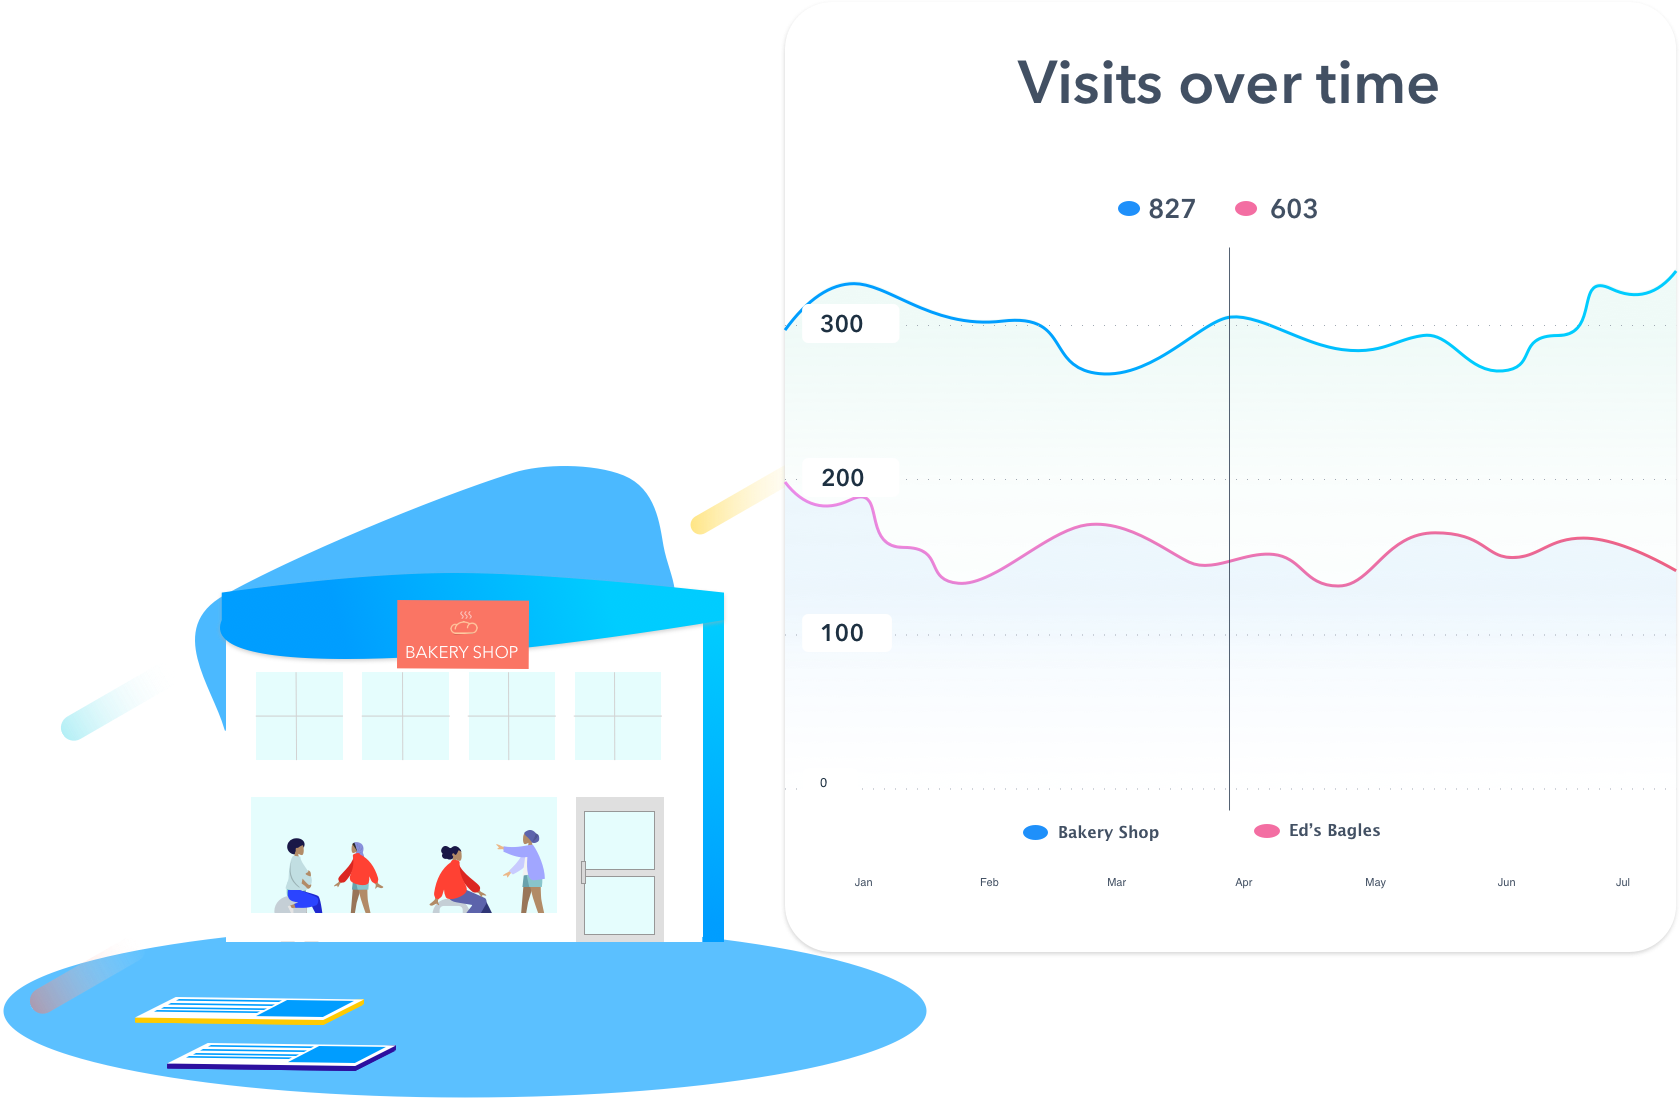 Visits over time
827 603
300
200
BAKERY SHOP
100
0
Bakery Shop Ed's Bagles
Jan Feb Mar Apr May Jun Jul